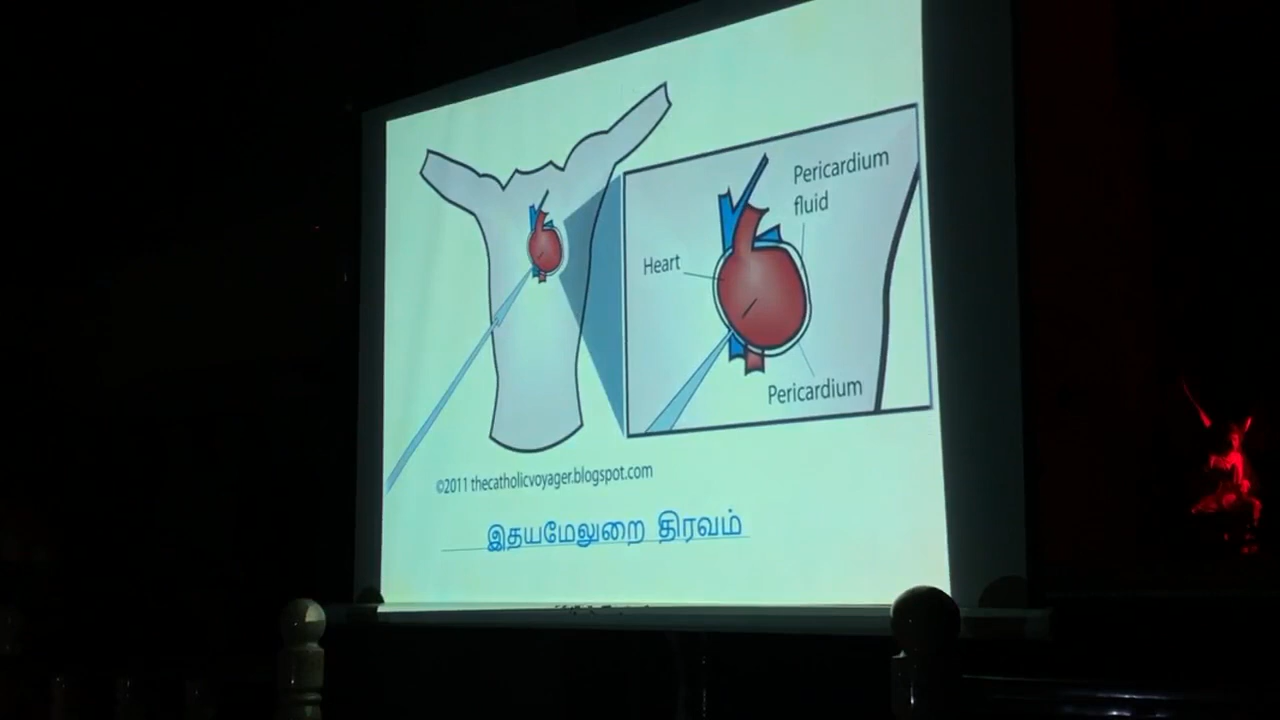 Pericardium
fluid
Heart
Pericardium
©2011 thecatholicvoyager.blogspot.com
இதயமேலுறை திரவம்